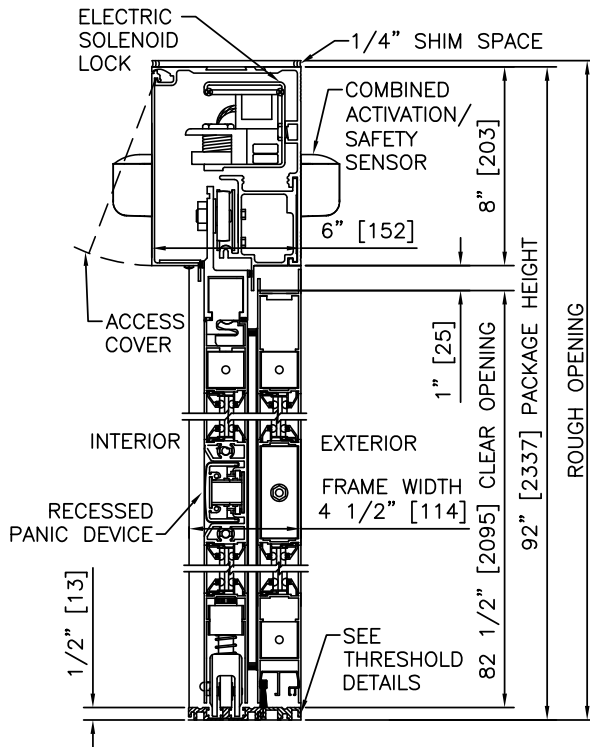 ELECTRIC
SOLENOID
LOCK
1/4” SHIM SPACE
COMBINED
ACTIVATION/
SAFETY
SENSOR
8” [203]
6” [152]
ACCESS
COVER
1” [25]
INTERIOR
EXTERIOR
RECESSED
PANIC DEVICE
FRAME WIDTH
4 1/2” [114]
82 1/2” [2095] CLEAR OPENING
92” [2337] PACKAGE HEIGHT
ROUGH OPENING
1/2” [13]
SEE
THRESHOLD
DETAILS